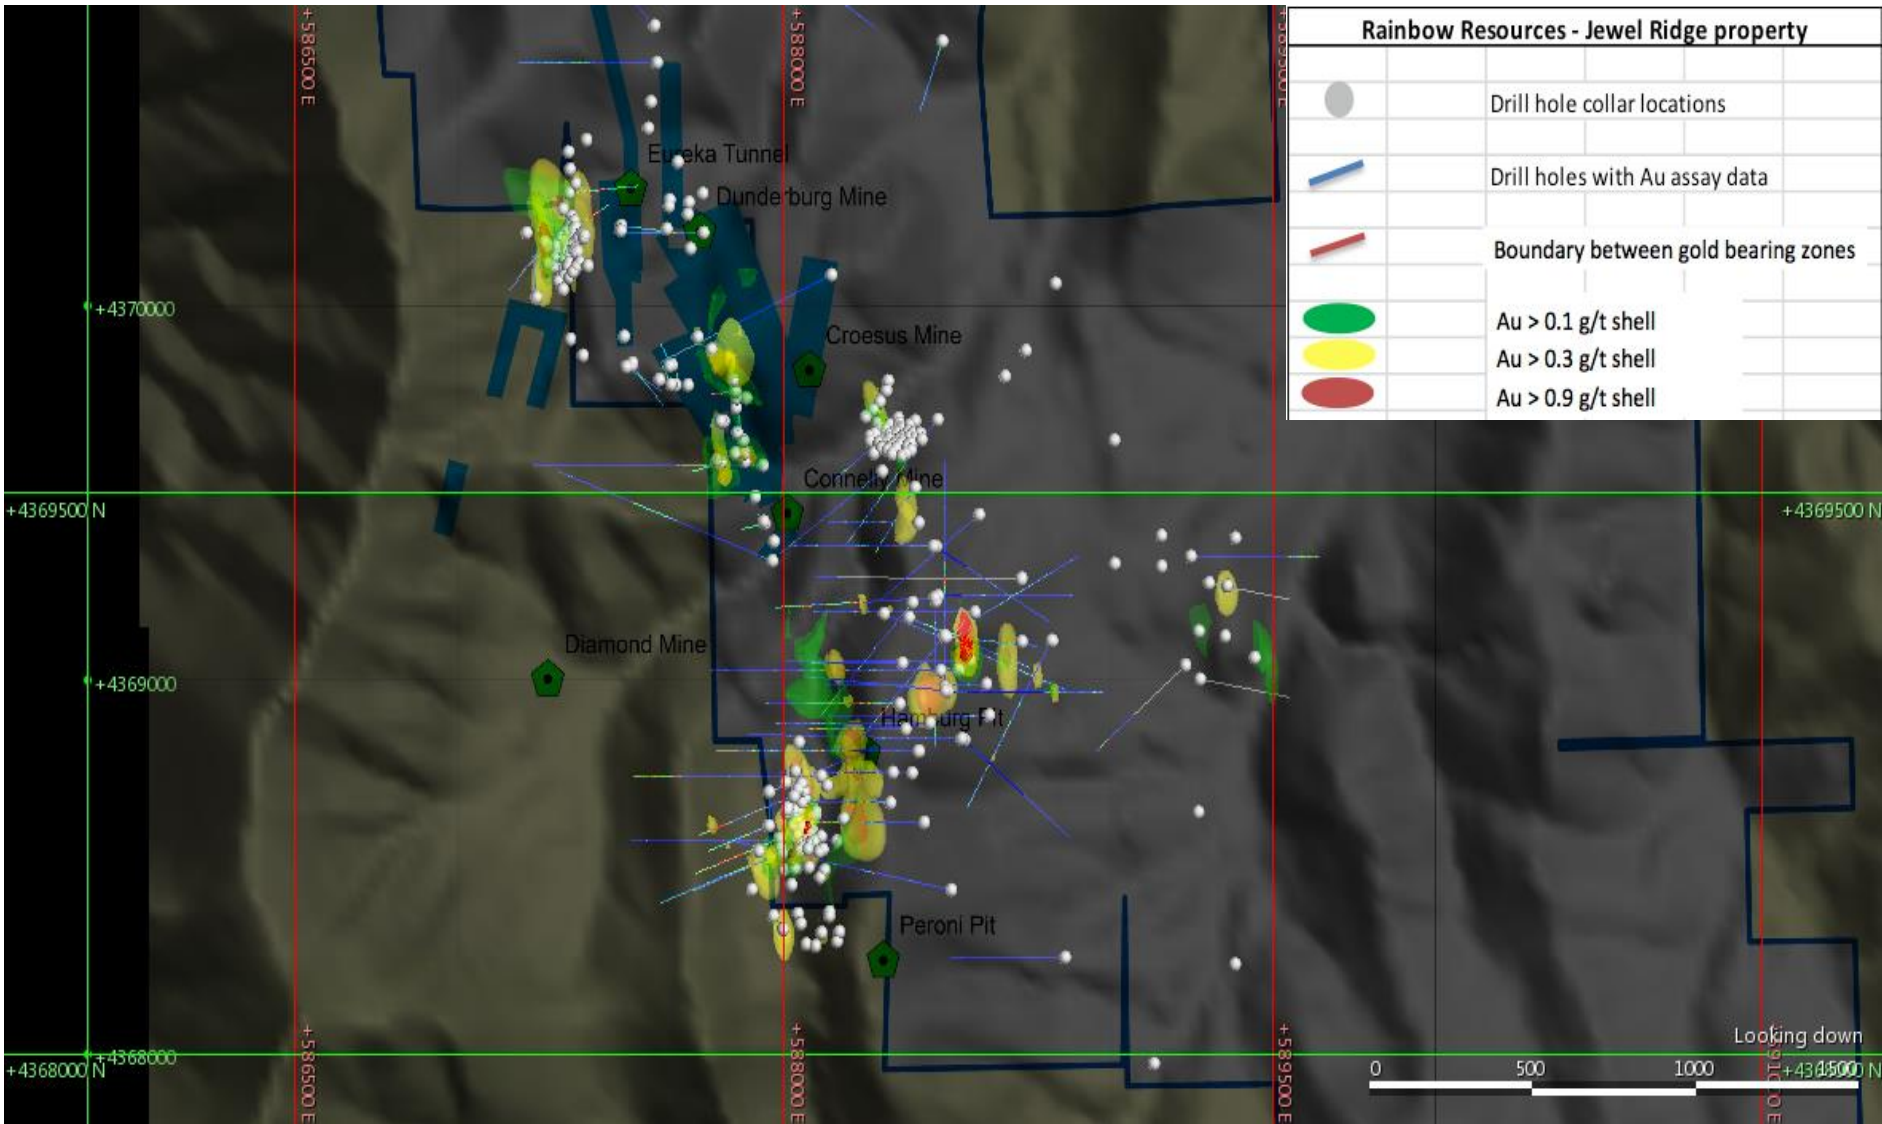 Rainbow Resources - Jewel Ridge property
Drill hole collar locations
Drill holes with Au assay data
Boundary between gold bearing zones
Au > 0.1 g/t shell
Au > 0.3 g/t shell
Au > 0.9 g/t shell
+586500 E
+588000 E
Eureka Tunnel
Dunderburg Mine
+4370000
Croesus Mine
Connelly Mine
+4369500 N
+4369500 N
Diamond Mine
+4369000
Hamburg Pit
Peroni Pit
+586500 E
+588000 E
+589500 E
Looking down
+4368000 N
+4368000
0
500
1000
1500